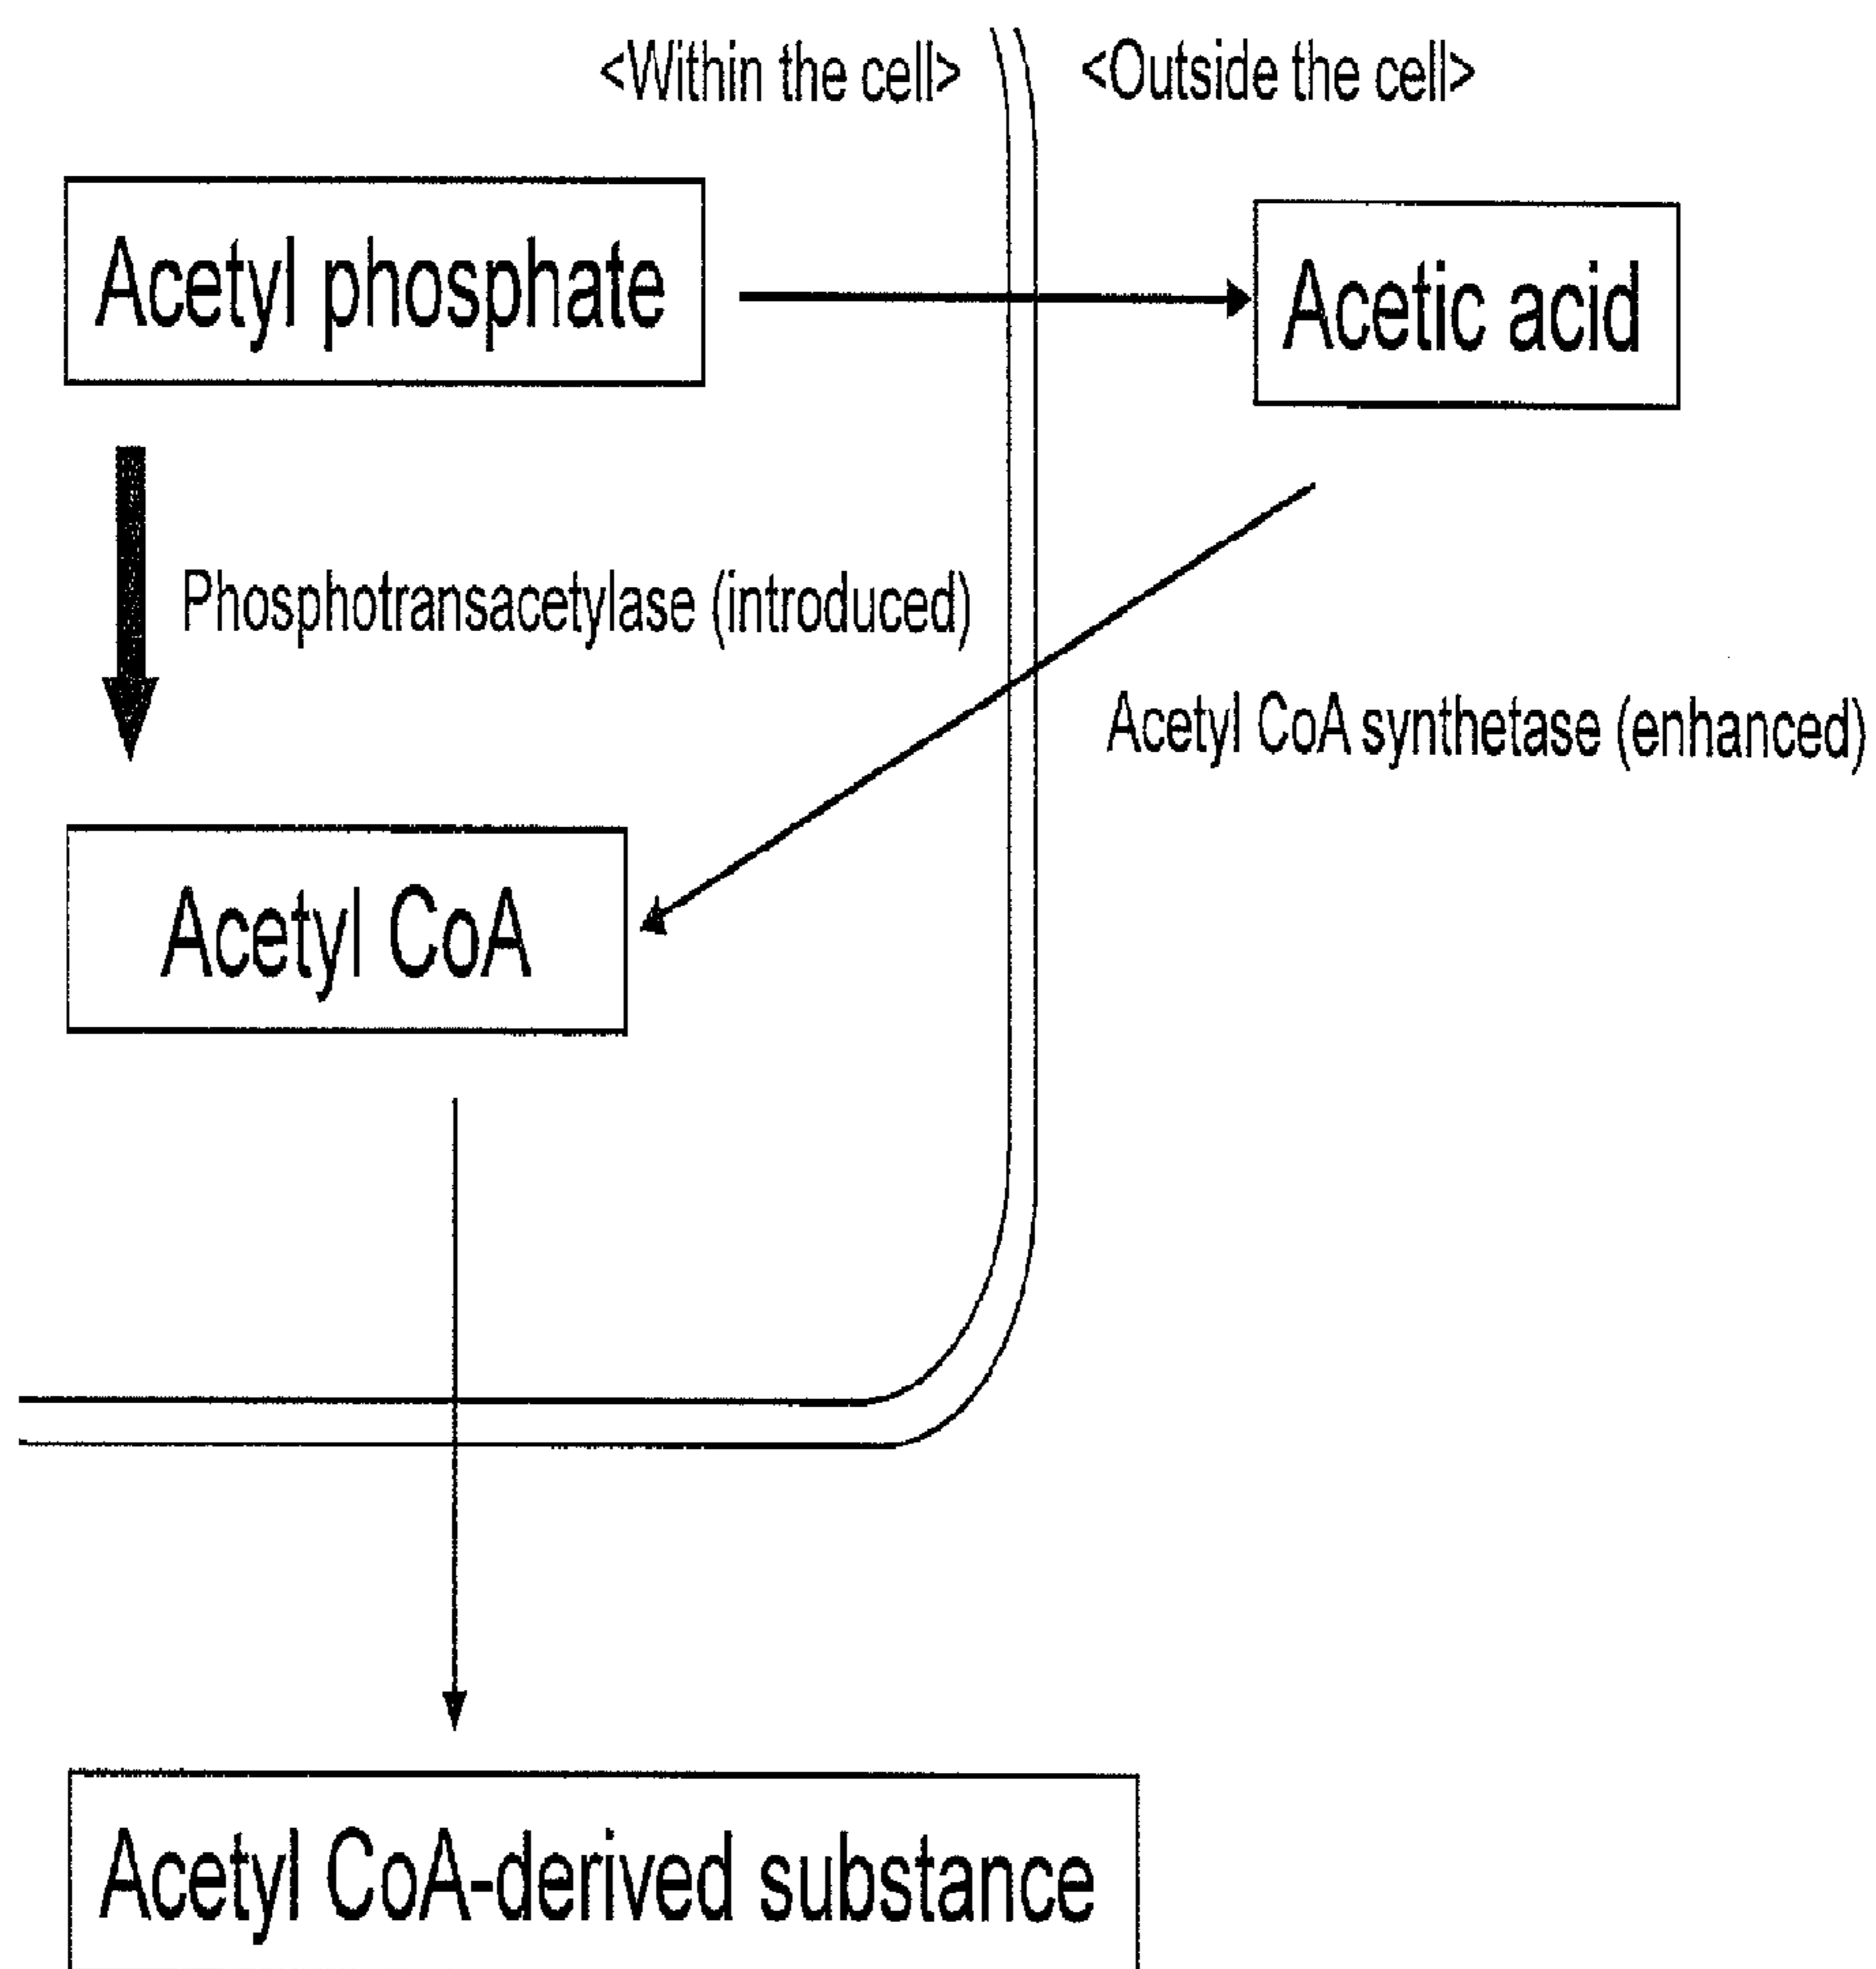 <Within the cell>
<Outside the cell>
Acetyl phosphate
Acetic acid
Phosphotransacetylase (introduced)
Acetyl CoA synthetase (enhanced)
Acetyl CoA
Acetyl CoA-derived substance